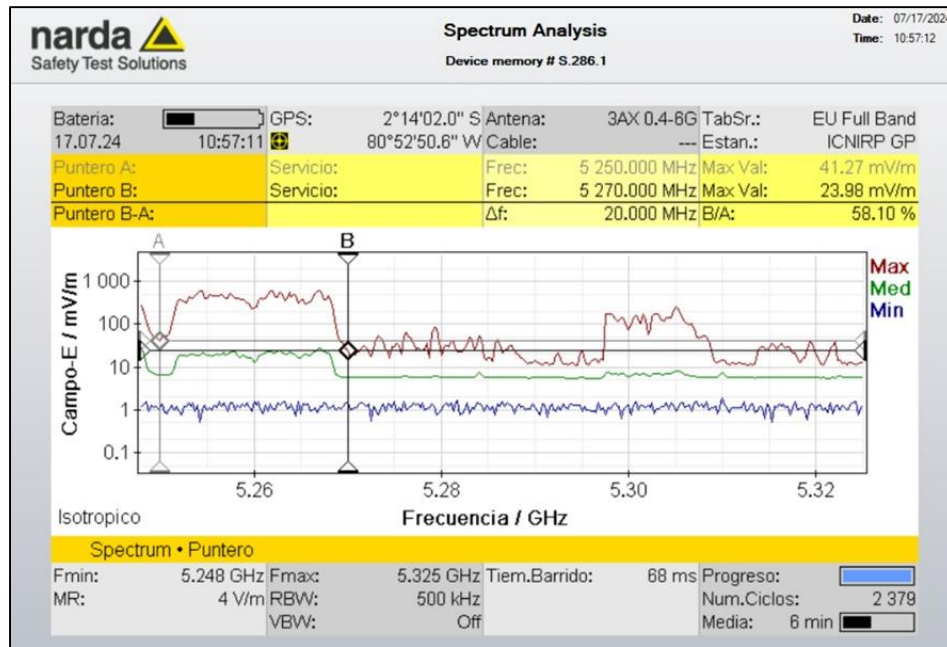 narda
Safety Test Solutions
Spectrum Analysis
Device memory # S.286.1
Date: 07/17/2024
Time: 10:57:12
Bateria: GPS: 2°14'02.0" S Antena: 3AX 0.4-6G TabSr.: EU Full Band
17.07.24 10:57:11 80°52'50.6" W Cable: --- Estan.: ICNIRP GP
Puntero A: Servicio: Frec: 5 250.000 MHz Max Val: 41.27 mV/m
Puntero B: Servicio: Frec: 5 270.000 MHz Max Val: 23.98 mV/m
Puntero B-A: Δf: 20.000 MHz B/A: 58.10 %
A B
Max
Med
Min
Campo-E / mV/m
1 000
100
10
1
0.1
5.26 5.28 5.30 5.32
Isotropico Frecuencia / GHz
Spectrum • Puntero
Fmin: 5.248 GHz Fmax: 5.325 GHz Tiem.Barrido: 68 ms Progreso:
MR: 4 V/m RBW: 500 kHz Num.Ciclos: 2 379
VBW: Off Media: 6 min